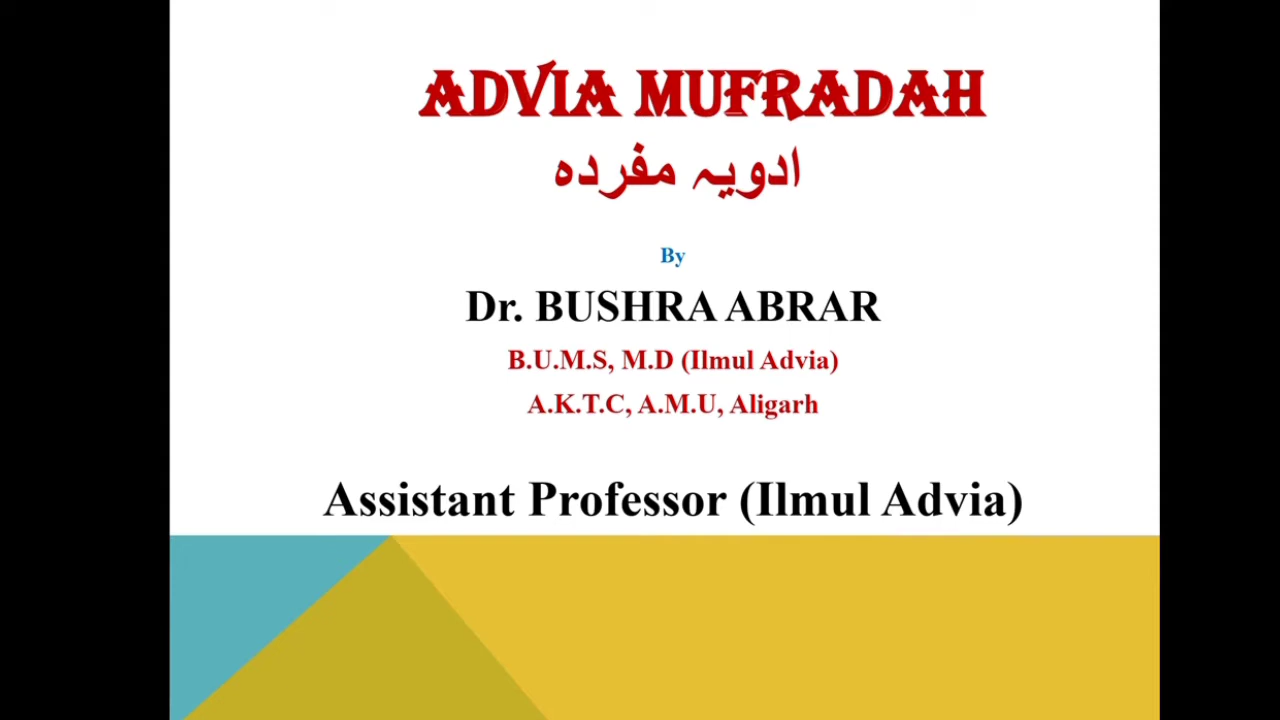 ADVIA MUFRADAH
ادویہ مفردہ
By
Dr. BUSHRA ABRAR
B.U.M.S, M.D (Ilmul Advia)
A.K.T.C, A.M.U, Aligarh
Assistant Professor (Ilmul Advia)